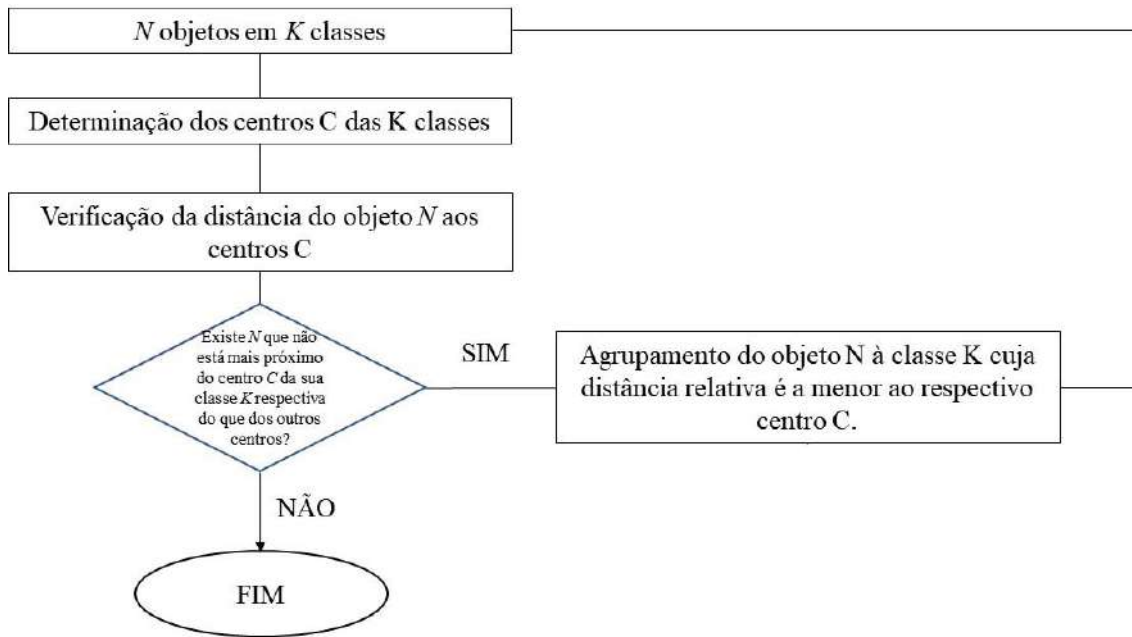 N objetos em K classes
Determinação dos centros C das K classes
Verificação da distância do objeto N aos
centros C
Existe N que não
está mais próximo
do centro C da sua
classe K respectiva
do que dos outros
centros?
SIM
Agrupamento do objeto N à classe K cuja
distância relativa é a menor ao respectivo
centro C.
NÃO
FIM